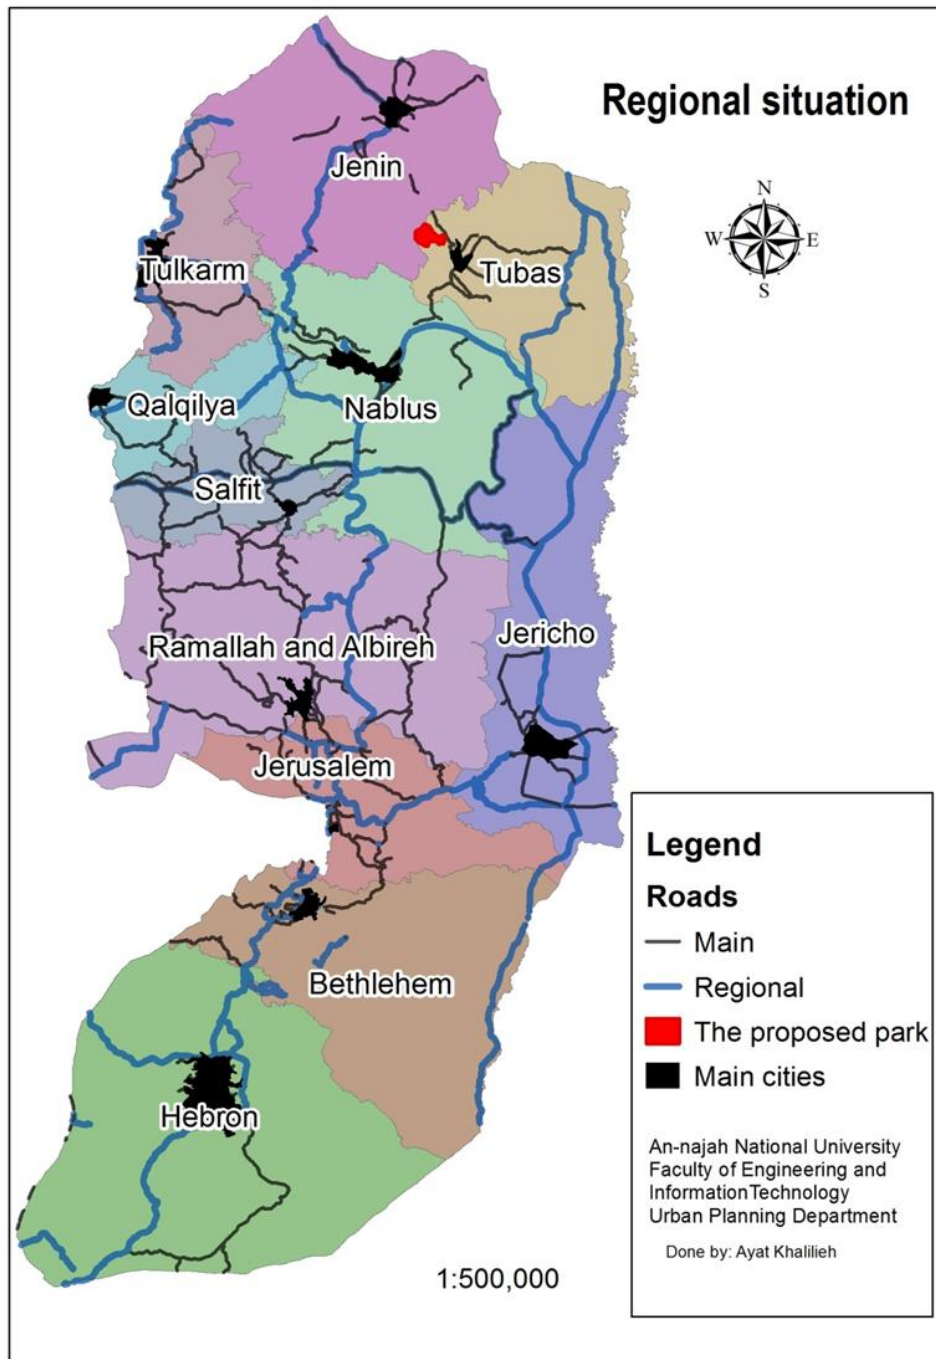 Regional situation
N
W
E
S
Jenin
Tulkarm
Tubas
Qalqilya
Nablus
Salfit
Ramallah and Albireh
Jericho
Jerusalem
Bethlehem
Hebron
1:500,000
Legend
Roads
Main
Regional
The proposed park
Main cities
An-najah National University
Faculty of Engineering and
InformationTechnology
Urban Planning Department
Done by: Ayat Khalilieh